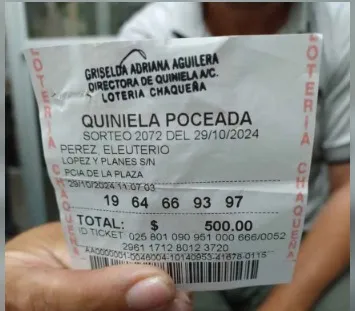 GRISELDA ADRIANA AGUILERA
DIRECTORA DE QUINIELA A/C.
LOTERIA CHAQUEÑA
QUINIELA POCEADA
SORTEO 2072 DEL 29/10/2024
PEREZ, ELEUTERIO
LOPEZ Y PLANES S/N
PCIA DE LA PLAZA
29/10/2024 11:07:03
19 64 66 93 97
TOTAL: $ 500.00
ID TICKET: 025 801 090 951 000 666/0052
2961 1712 8012 3720
LOTERIA CHAQUEÑA
LOTERIA CHAQUEÑA